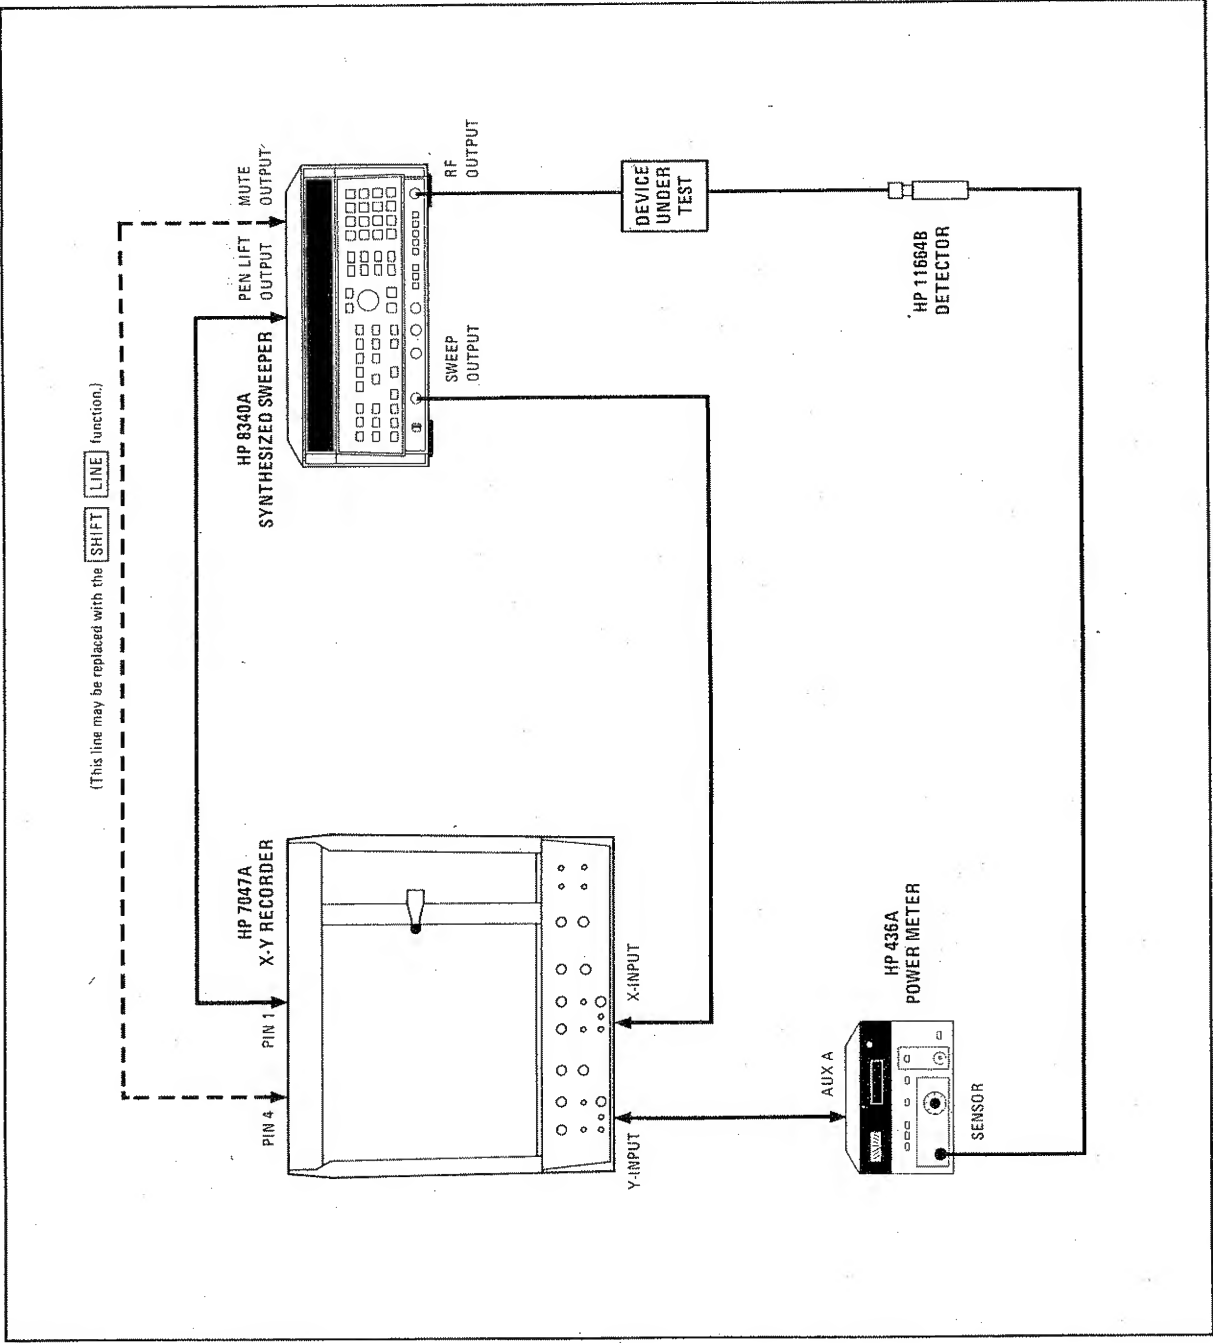 (This line may be replaced with the SHIFT LINE function.)
PIN 4
PIN 1
HP 7047A
X-Y RECORDER
HP 8340A
SYNTHESIZED SWEEPER
PEN LIFT
OUTPUT
MUTE
OUTPUT
Y-INPUT
X-INPUT
SWEEP
OUTPUT
RF
OUTPUT
DEVICE
UNDER
TEST
AUX A
HP 436A
POWER METER
SENSOR
HP 11664B
DETECTOR